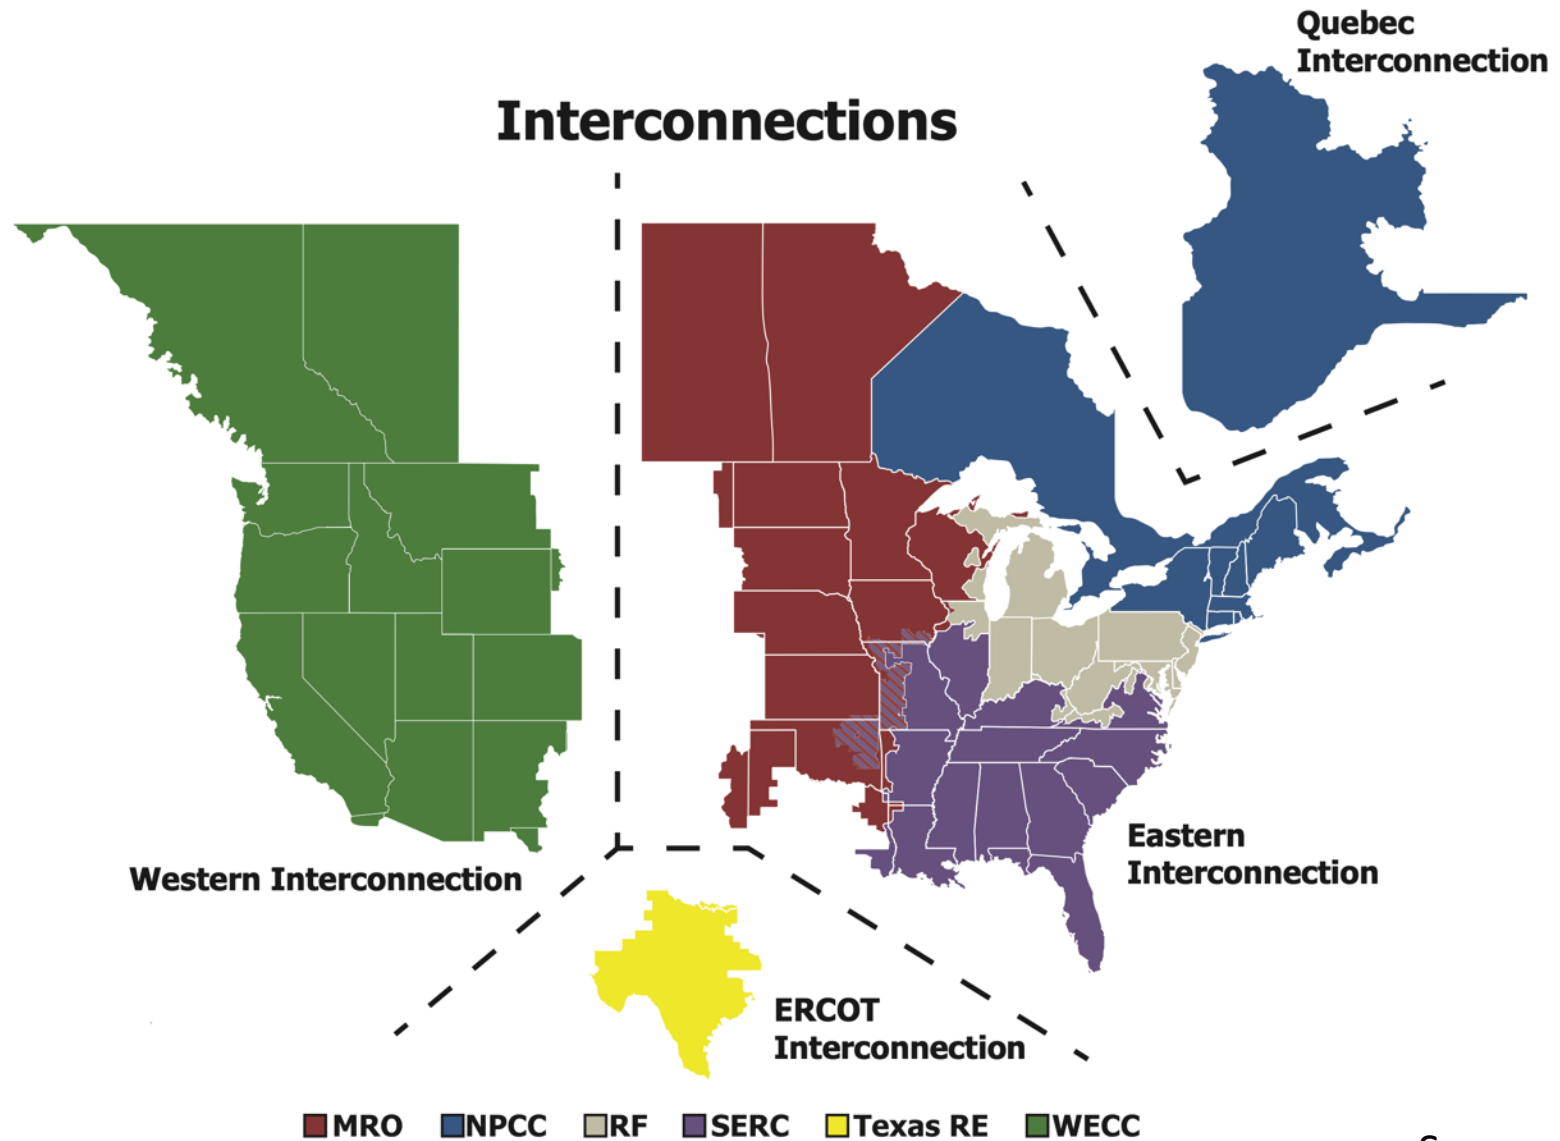 Quebec
Interconnection
Interconnections
Western Interconnection
Eastern
Interconnection
ERCOT
Interconnection
MRO NPCC RF SERC Texas RE WECC